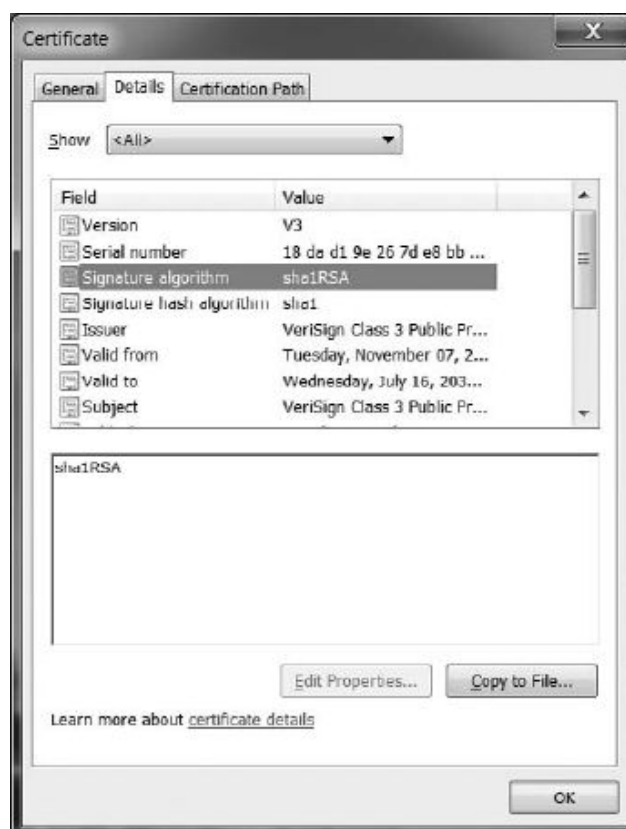 Certificate
General Details Certification Path
Show <All>
Field Value
Version V3
Serial number 18 da d1 9e 26 7d e8 bb ...
Signature algorithm sha1RSA
Signature hash algorithm sha1
Issuer VeriSign Class 3 Public Pr...
Valid from Tuesday, November 07, 2...
Valid to Wednesday, July 16, 203...
Subject VeriSign Class 3 Public Pr...
sha1RSA
Edit Properties... Copy to File...
Learn more about certificate details
OK